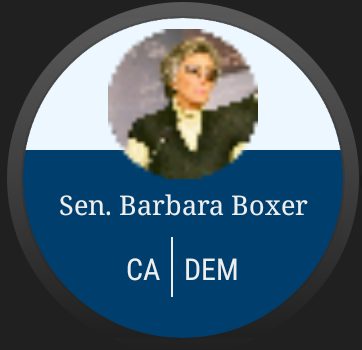 Sen. Barbara Boxer
CA | DEM